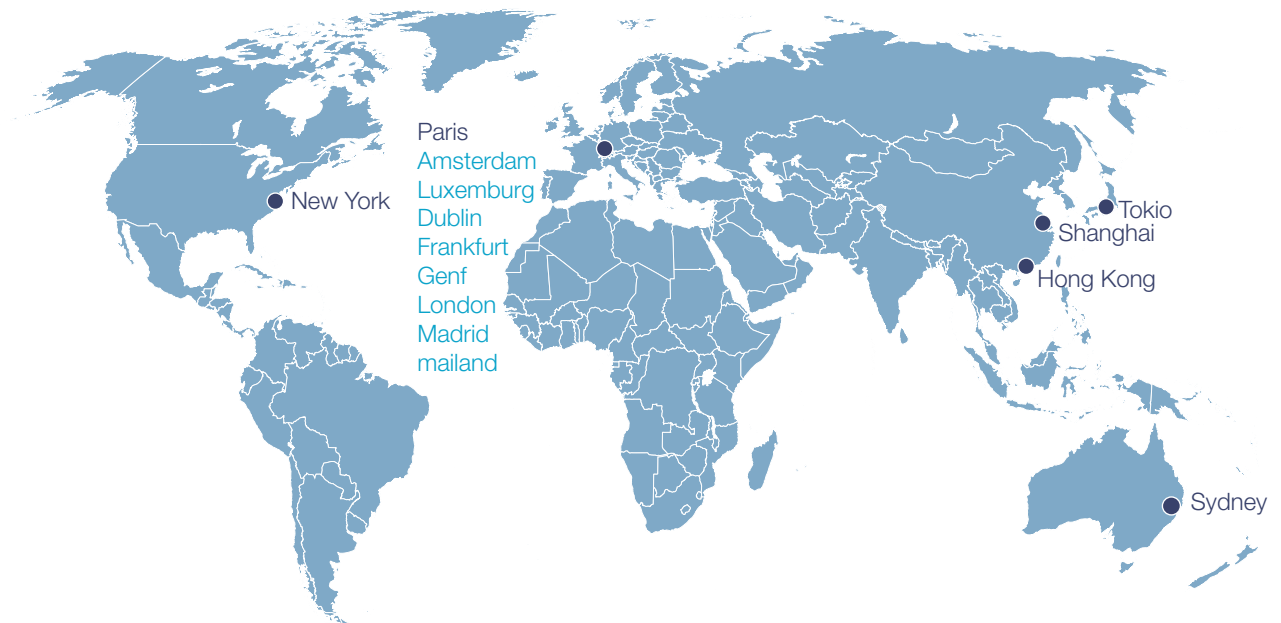 Paris
Amsterdam
Luxemburg
Dublin
Frankfurt
Genf
London
Madrid
mailand
New York
Tokio
Shanghai
Hong Kong
Sydney